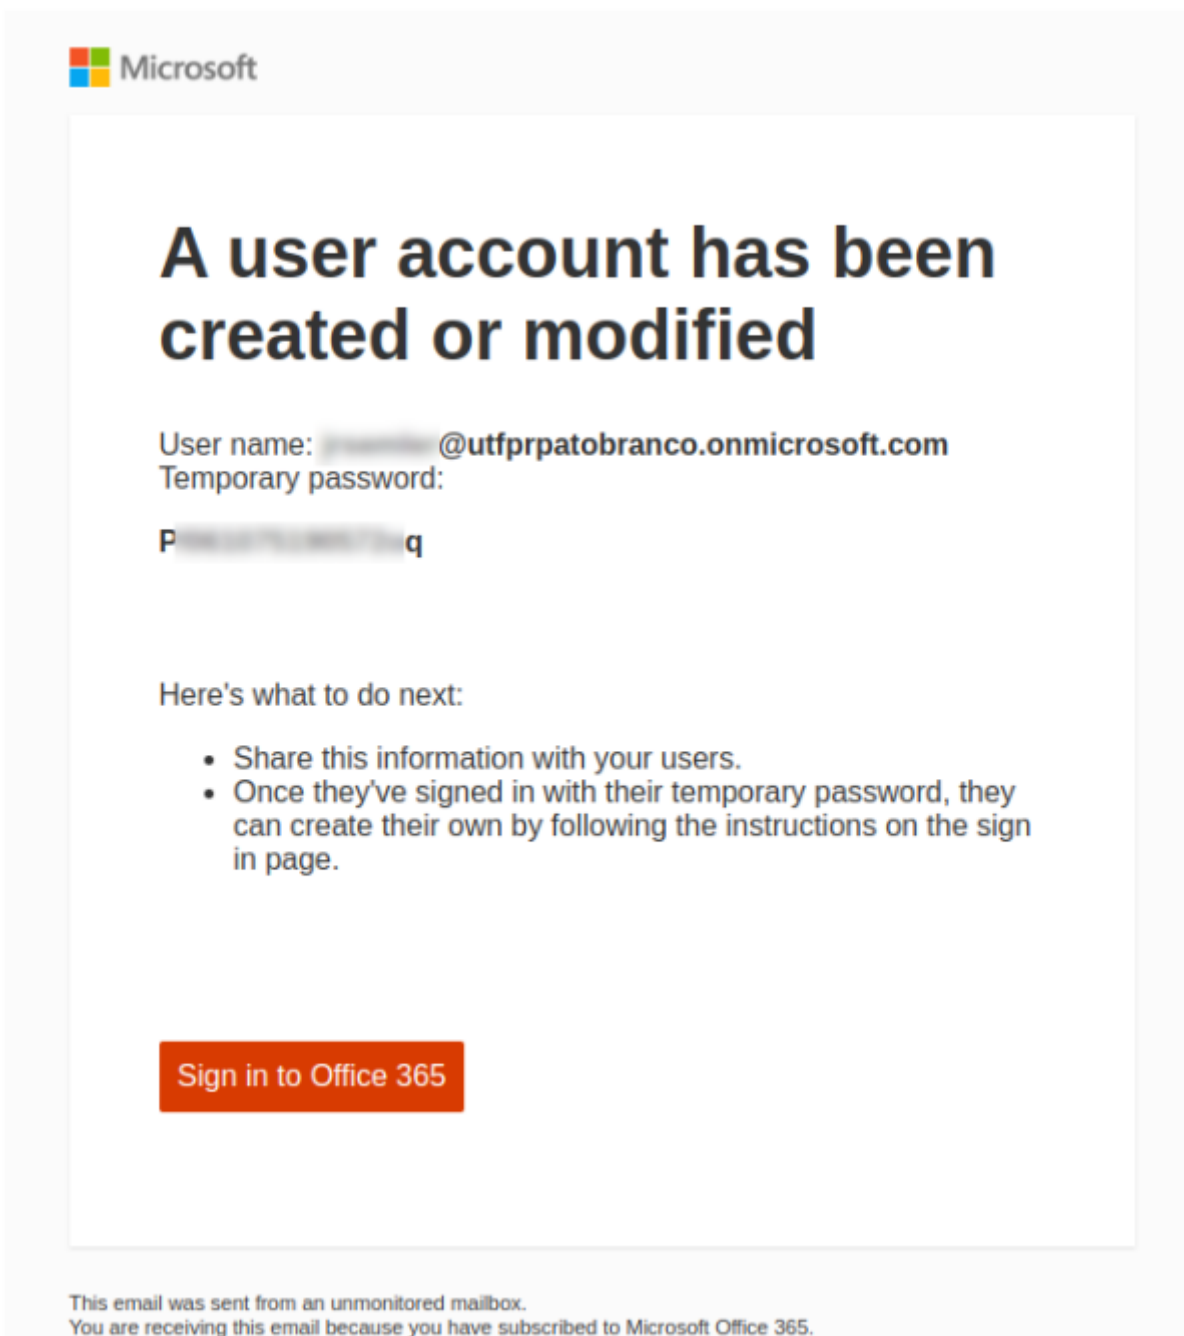 Microsoft
A user account has been
created or modified
User name: @utfprpatobranco.onmicrosoft.com
Temporary password:
P q
Here's what to do next:
• Share this information with your users.
• Once they've signed in with their temporary password, they
can create their own by following the instructions on the sign
in page.
Sign in to Office 365
This email was sent from an unmonitored mailbox.
You are receiving this email because you have subscribed to Microsoft Office 365.